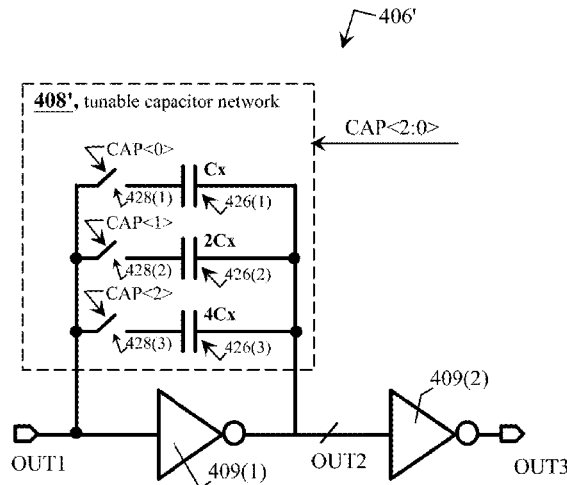 406'
408', tunable capacitor network
CAP<2:0>
CAP<0>
Cx
428(1)
426(1)
CAP<1>
2Cx
428(2)
426(2)
CAP<2>
4Cx
428(3)
426(3)
409(2)
OUT1
409(1)
OUT2
OUT3